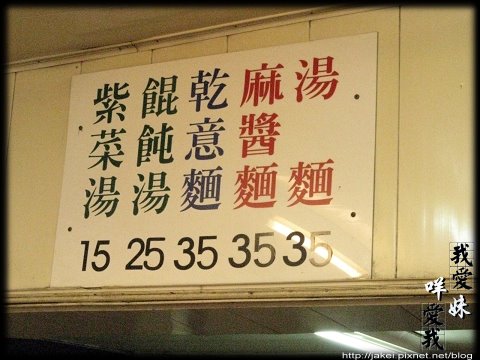 湯麵
麻醬麵
乾意麵
餛飩湯
紫菜湯
15 25 35 35 35
我愛妹
咩愛我
http://jakei.pixnet.net/blog